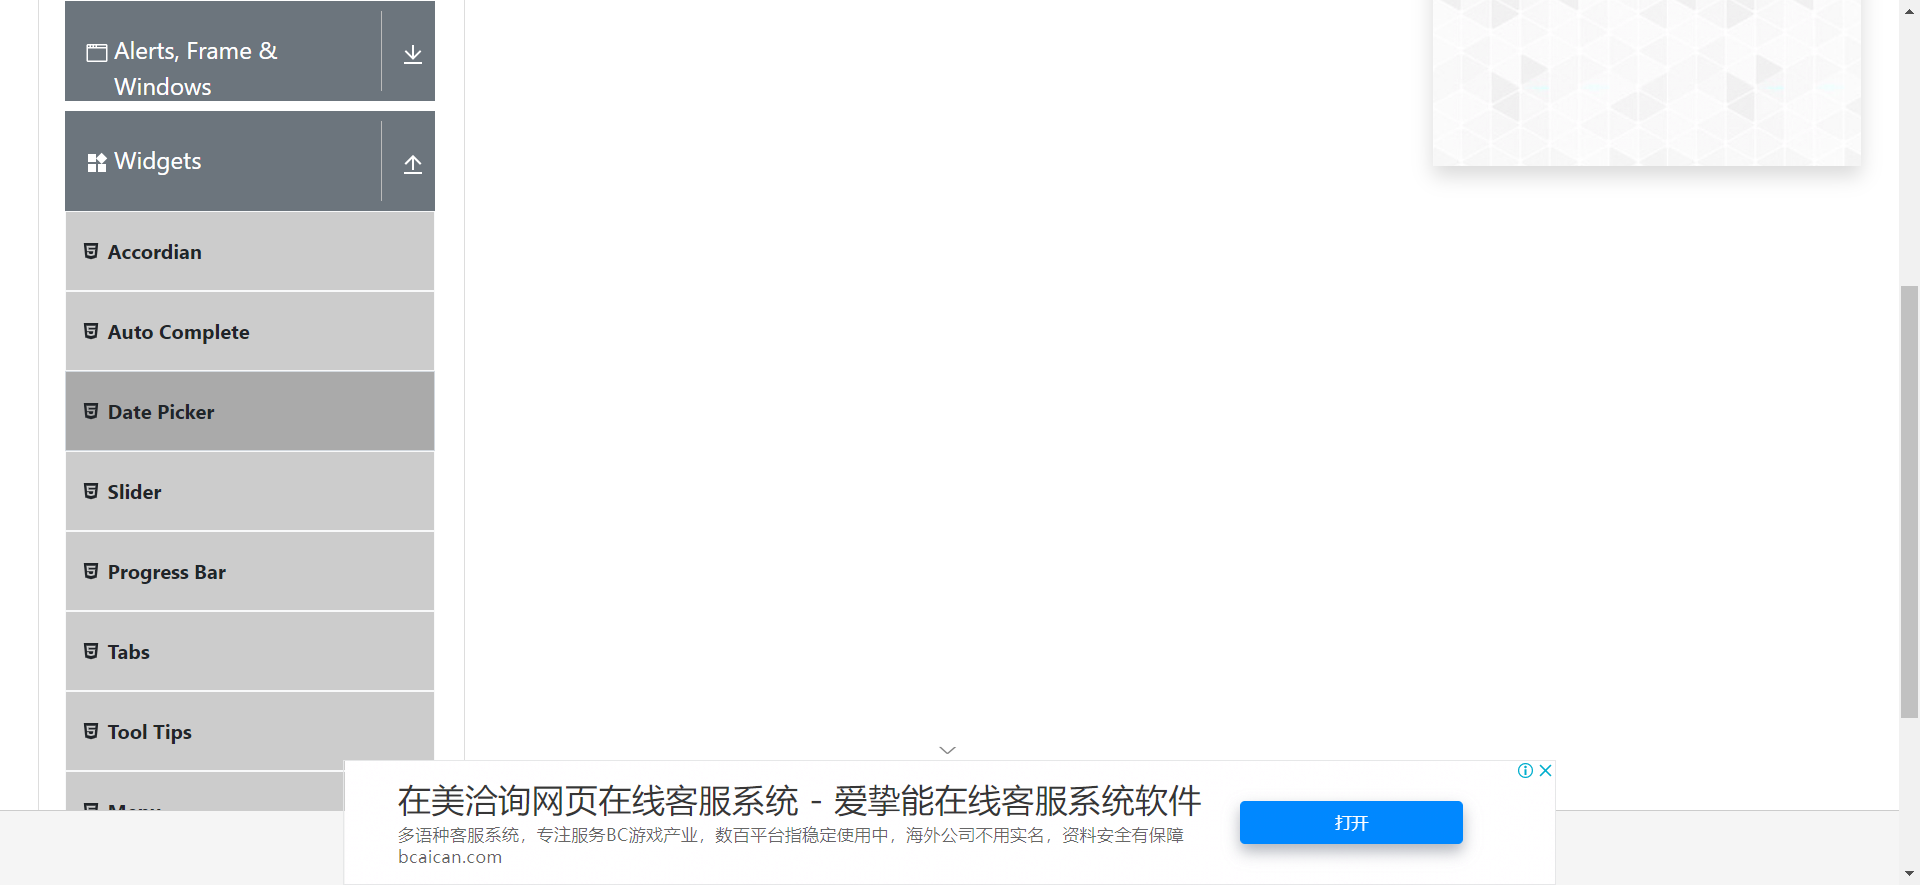 Alerts, Frame &
Windows
Widgets
Accordian
Auto Complete
Date Picker
Slider
Progress Bar
Tabs
Tool Tips
Menu
在美洽询网页在线客服系统 - 爱挚能在线客服系统软件
多语种客服系统，专注服务BC游戏产业，数百平台指稳定使用中，海外公司不用实名，资料安全有保障
bcaican.com
打开